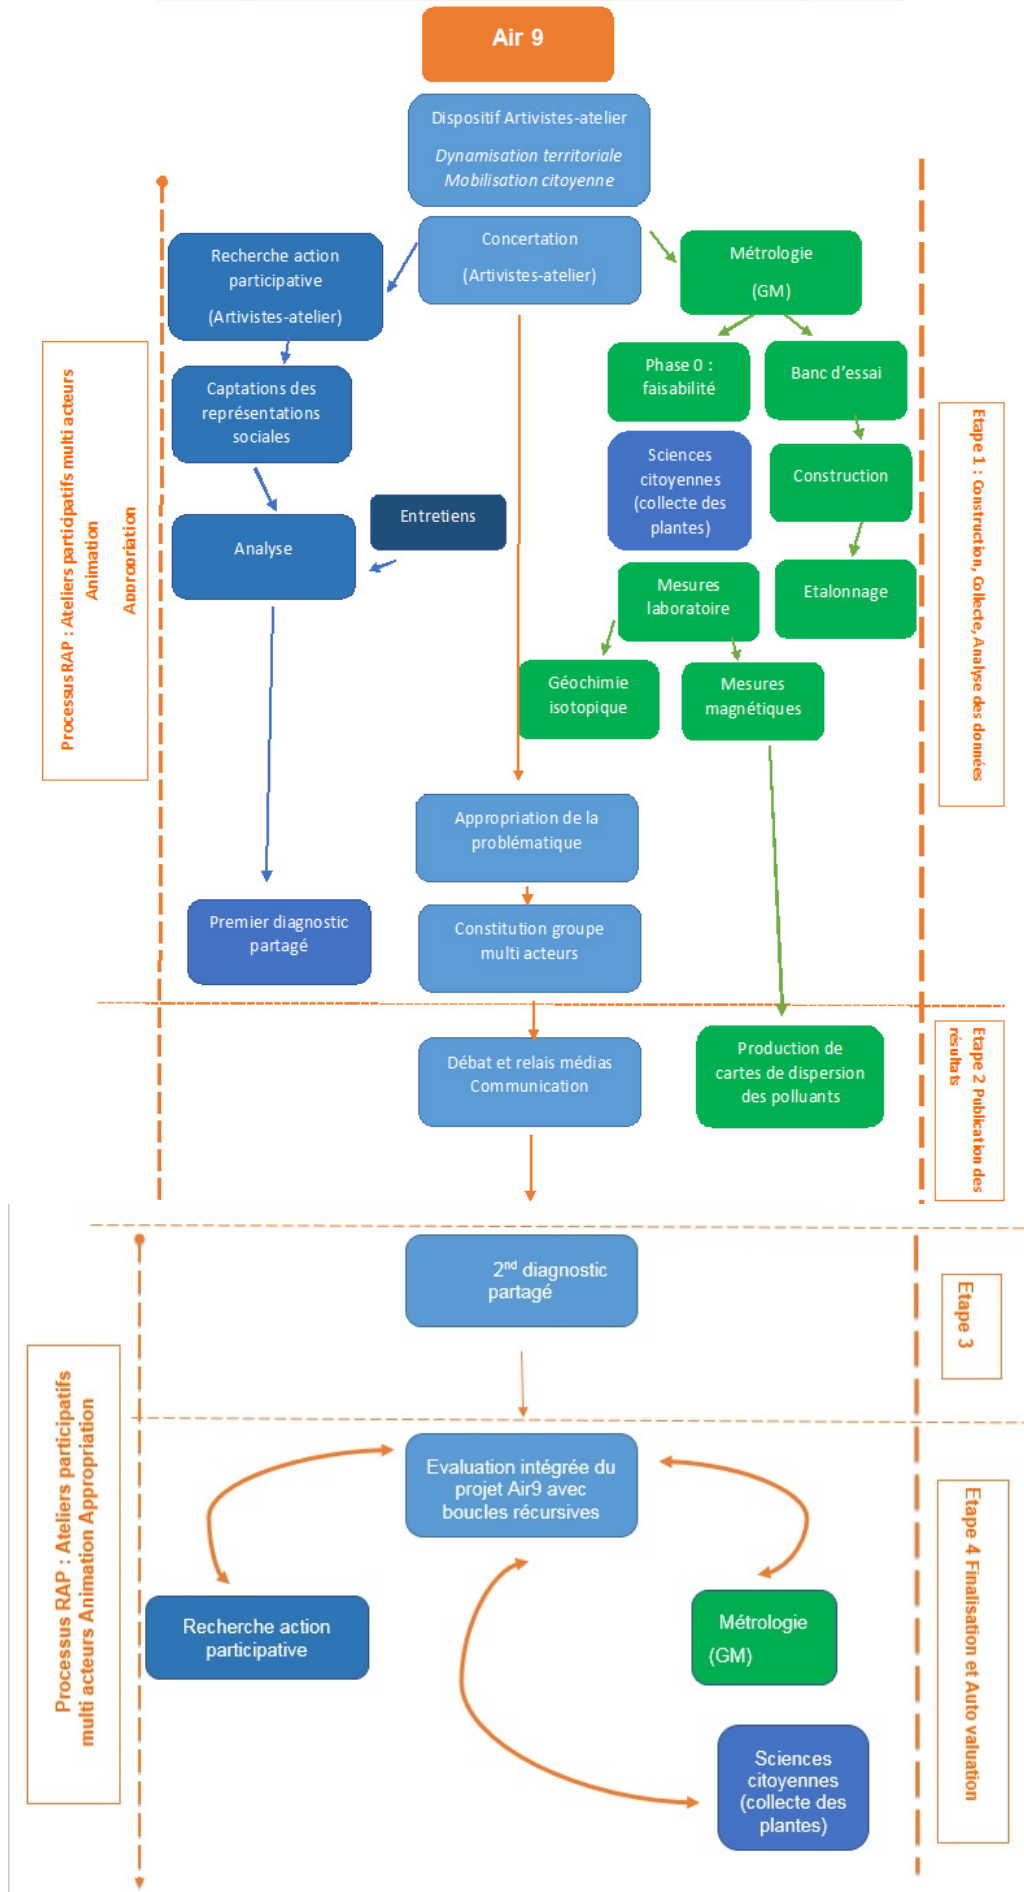 Air 9
Dispositif Artivistes-atelier
Dynamisation territoriale
Mobilisation citoyenne
Concertation
(Artivistes-atelier)
Recherche action
participative
(Artivistes-atelier)
Métrologie
(GM)
Captations des
représentations
sociales
Phase 0 :
faisabilité
Banc d'essai
Sciences
citoyennes
(collecte des
plantes)
Construction
Entretiens
Analyse
Mesures
laboratoire
Etalonnage
Géochimie
isotopique
Mesures
magnétiques
Processus RAP : Ateliers participatifs multi acteurs
Animation
Appropriation
Etape 1 : Construction, Collecte, Analyse des données
Appropriation de la
problématique
Premier diagnostic
partagé
Constitution groupe
multi acteurs
Débat et relais médias
Communication
Production de
cartes de dispersion
des polluants
Etape 2 Publication des
résultats
2nd diagnostic
partagé
Etape 3
Evaluation intégrée du
projet Air9 avec
boucles récursives
Recherche action
participative
Métrologie
(GM)
Sciences
citoyennes
(collecte des
plantes)
Processus RAP : Ateliers participatifs
multi acteurs Animation Appropriation
Etape 4 Finalisation et Auto valuation